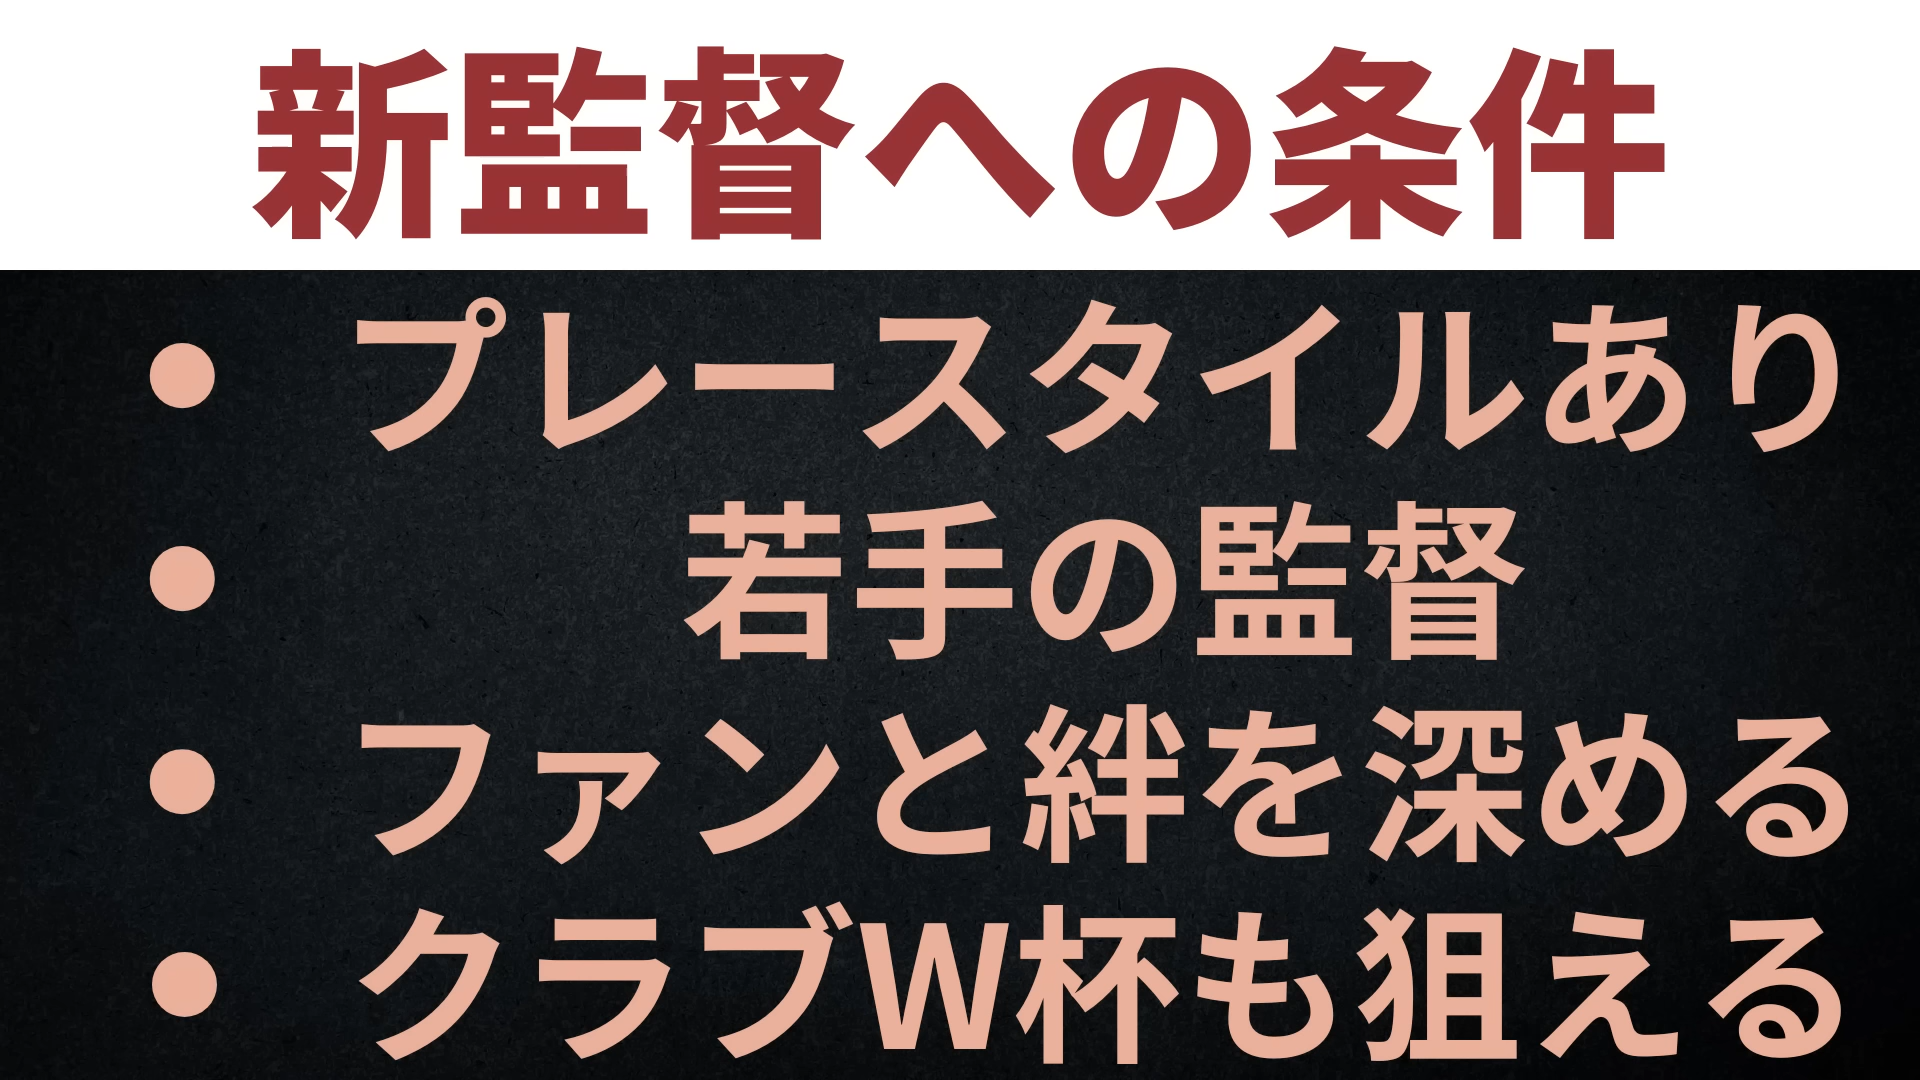 新監督への条件
• プレースタイルあり
• 若手の監督
• ファンと絆を深める
• クラブW杯も狙える